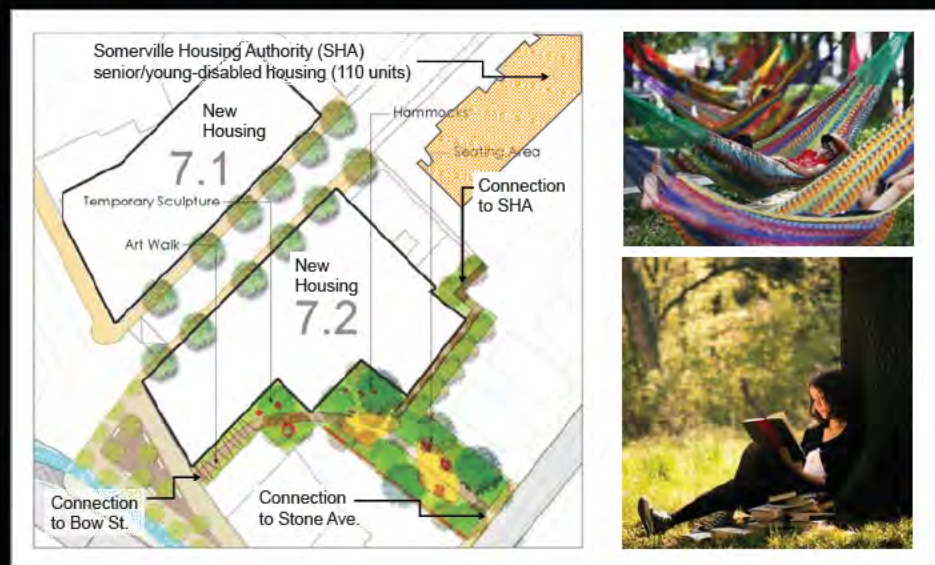 Somerville Housing Authority (SHA)
senior/young-disabled housing (110 units)
New
Housing
7.1
Hammocks
Seating Area
Connection
to SHA
Temporary Sculpture
Art Walk
New
Housing
7.2
Connection
to Bow St.
Connection
to Stone Ave.